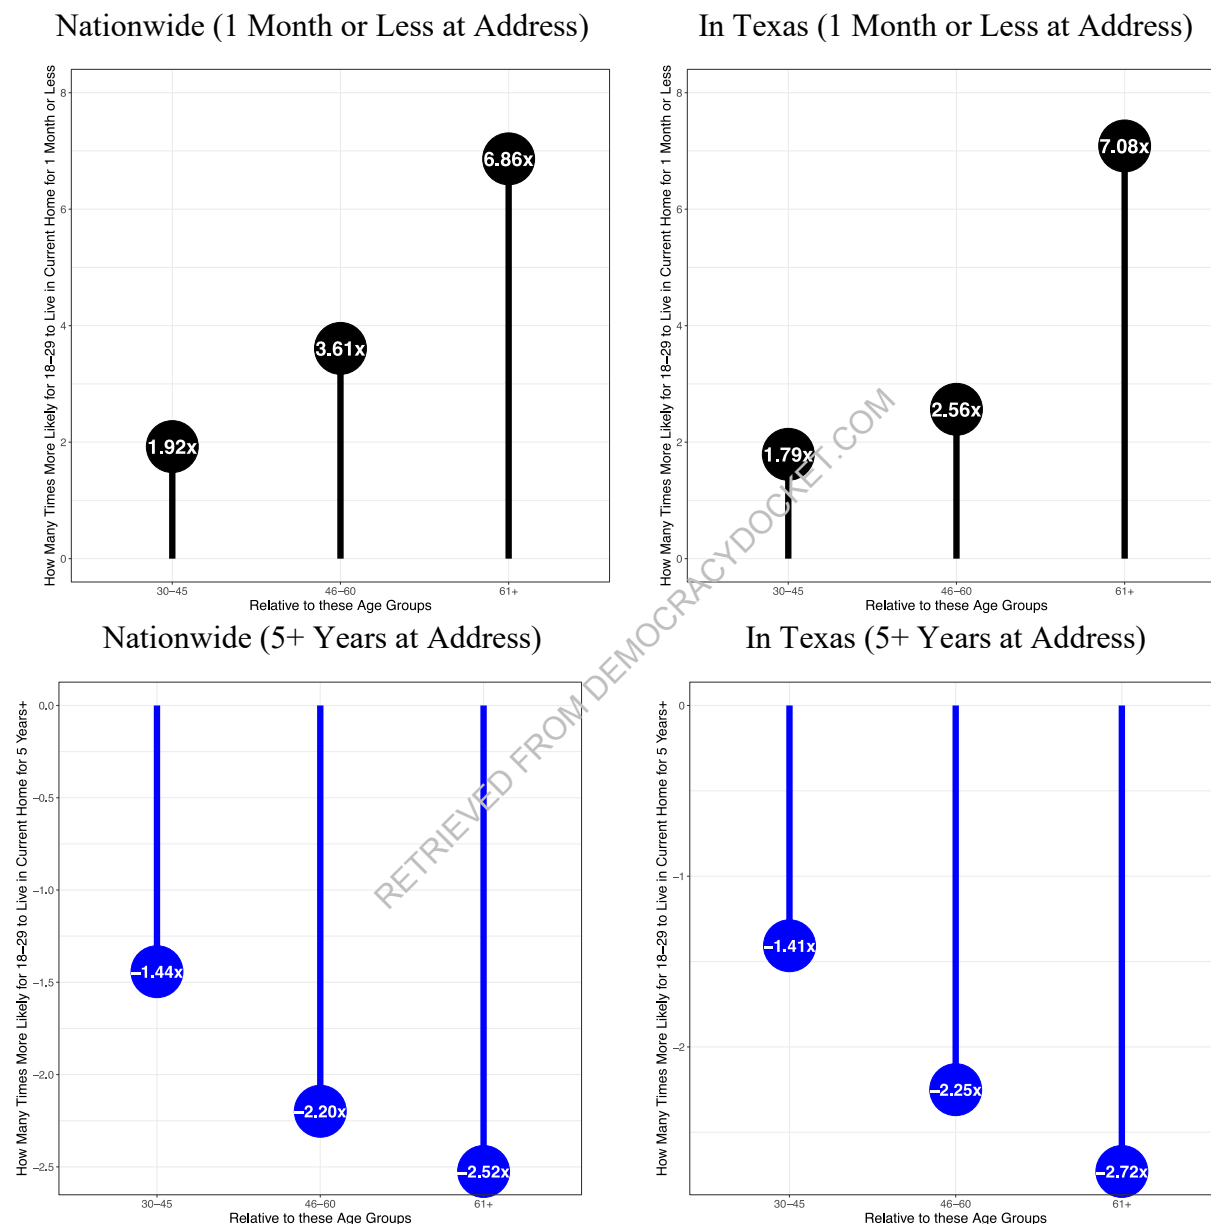 Nationwide (1 Month or Less at Address)
How Many Times More Likely for 18–29 to Live in Current Home for 1 Month or Less
8
6
4
2
0
6.86x
3.61x
1.92x
30–45
46–60
61+
Relative to these Age Groups
In Texas (1 Month or Less at Address)
How Many Times More Likely for 18–29 to Live in Current Home for 1 Month or Less
8
6
4
2
0
7.08x
2.56x
1.79x
30–45
46–60
61+
Relative to these Age Groups
RETRIEVED FROM DEMOCRACYDOCKET.COM
Nationwide (5+ Years at Address)
How Many Times More Likely for 18–29 to Live in Current Home for 5 Years+
0.0
−0.5
−1.0
−1.5
−2.0
−2.5
−1.44x
−2.20x
−2.52x
30–45
46–60
61+
Relative to these Age Groups
In Texas (5+ Years at Address)
How Many Times More Likely for 18–29 to Live in Current Home for 5 Years+
0
−1
−2
−1.41x
−2.25x
−2.72x
30–45
46–60
61+
Relative to these Age Groups